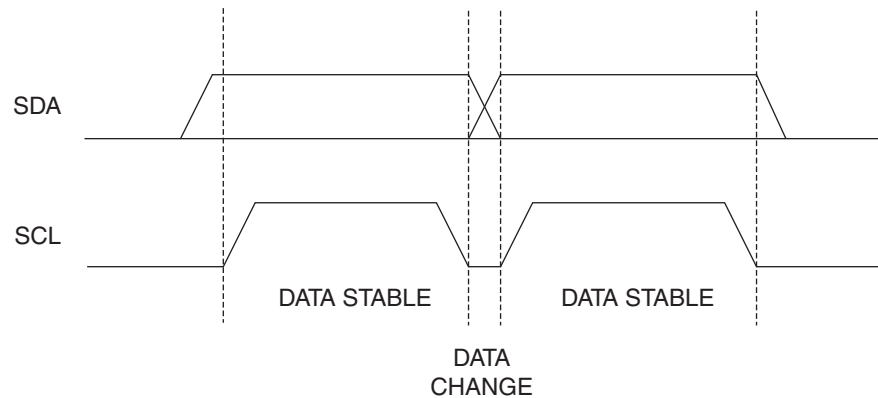 SDA
SCL
DATA STABLE
DATA STABLE
DATA
CHANGE